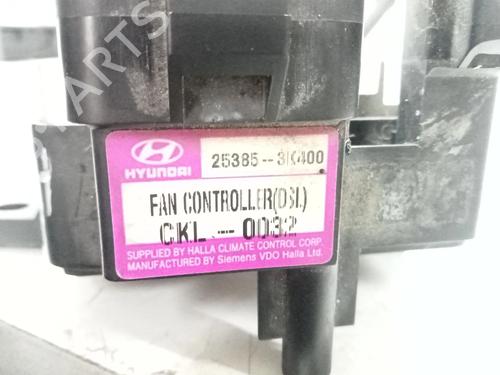 HYUNDAI
25385--3K400
FAN CONTROLLER(DSL)
CKL--0032
SUPPLIED BY HALLA CLIMATE CONTROL CORP.
MANUFACTURED BY Siemens VDO Halla Ltd.
PARTS